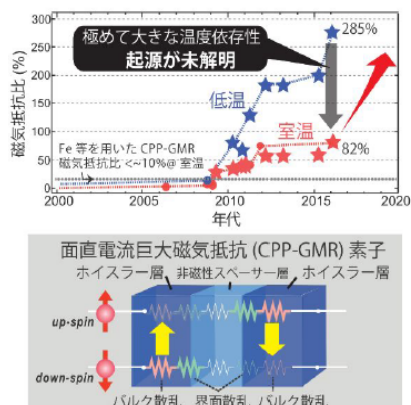 300
250
200
150
100
50
0
磁気抵抗比 (%)
極めて大きな温度依存性
起源が未解明
285%
低温
室温
82%
Fe 等を用いた CPP-GMR
磁気抵抗比 <~10%@ 室温
2000 2005 2010 2015 2020
年代
面直電流巨大磁気抵抗 (CPP-GMR) 素子
ホイスラー層 非磁性スペーサー層 ホイスラー層
up-spin
down-spin
バルク散乱 界面散乱 バルク散乱